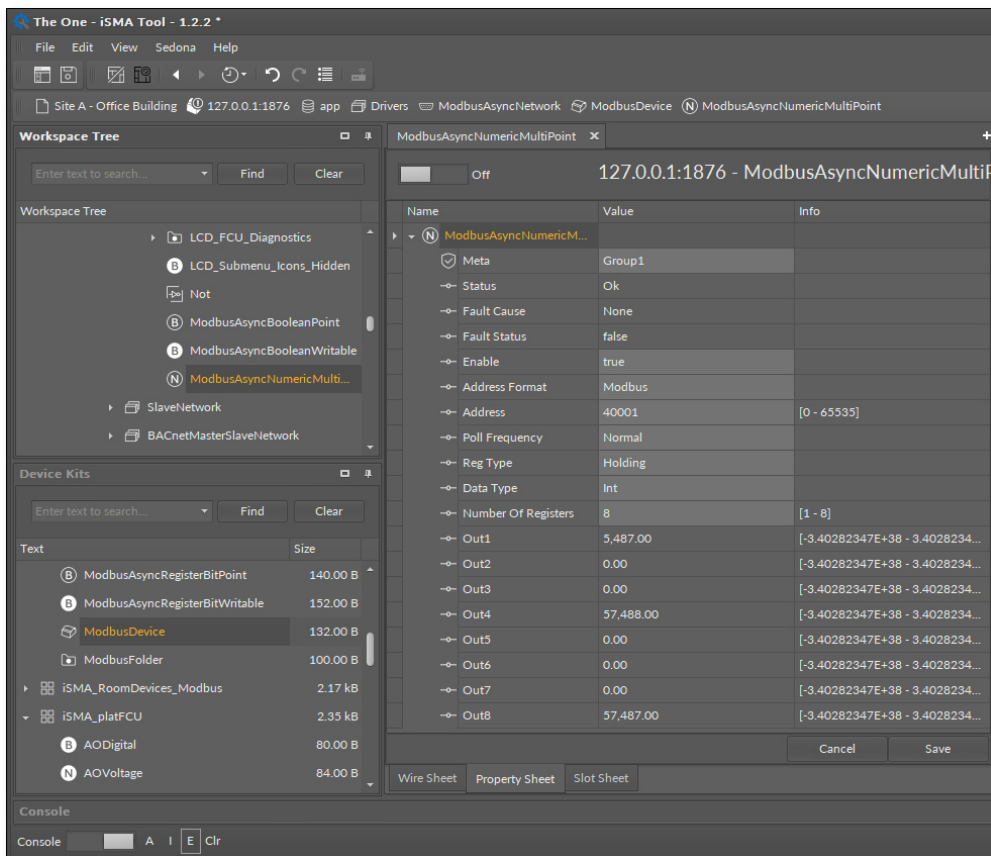 The One - iSMA Tool - 1.2.2 *
File Edit View Sedona Help
Site A - Office Building 127.0.0.1:1876 app Drivers ModbusAsyncNetwork ModbusDevice N ModbusAsyncNumericMultiPoint
Workspace Tree
Enter text to search... Find Clear
Workspace Tree
LCD_FCU_Diagnostics
B LCD_Submenu_Icons_Hidden
Not
B ModbusAsyncBooleanPoint
B ModbusAsyncBooleanWritable
N ModbusAsyncNumericMulti...
SlaveNetwork
BACnetMasterSlaveNetwork
Device Kits
Enter text to search... Find Clear
Text Size
B ModbusAsyncRegisterBitPoint 140.00 B
B ModbusAsyncRegisterBitWritable 152.00 B
ModbusDevice 132.00 B
ModbusFolder 100.00 B
iSMA_RoomDevices_Modbus 2.17 kB
iSMA_platFCU 2.35 kB
B AODigital 80.00 B
N AOVoltage 84.00 B
ModbusAsyncNumericMultiPoint
Off 127.0.0.1:1876 - ModbusAsyncNumericMultiP
Name Value Info
N ModbusAsyncNumericM...
Meta Group1
Status Ok
Fault Cause None
Fault Status false
Enable true
Address Format Modbus
Address 40001 [0 - 65535]
Poll Frequency Normal
Reg Type Holding
Data Type Int
Number Of Registers 8 [1 - 8]
Out1 5,487.00 [-3.40282347E+38 - 3.4028234...
Out2 0.00 [-3.40282347E+38 - 3.4028234...
Out3 0.00 [-3.40282347E+38 - 3.4028234...
Out4 57,488.00 [-3.40282347E+38 - 3.4028234...
Out5 0.00 [-3.40282347E+38 - 3.4028234...
Out6 0.00 [-3.40282347E+38 - 3.4028234...
Out7 0.00 [-3.40282347E+38 - 3.4028234...
Out8 57,487.00 [-3.40282347E+38 - 3.4028234...
Cancel Save
Wire Sheet Property Sheet Slot Sheet
Console
Console A I E Clr